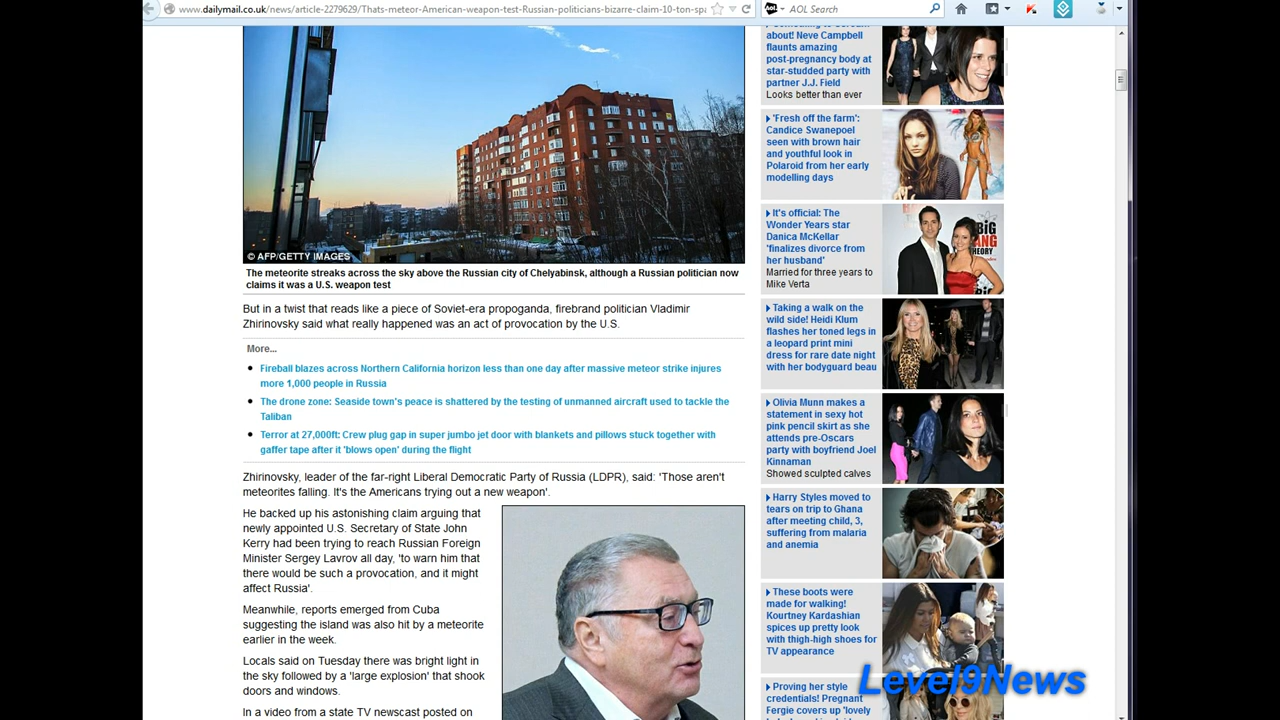 www.dailymail.co.uk/news/article-2279629/Thats-meteor-American-weapon-test-Russian-politicians-bizarre-claim-10-ton-spa
AOL Search
© AFP/GETTY IMAGES
The meteorite streaks across the sky above the Russian city of Chelyabinsk, although a Russian politician now
claims it was a U.S. weapon test
But in a twist that reads like a piece of Soviet-era propoganda, firebrand politician Vladimir
Zhirinovsky said what really happened was an act of provocation by the U.S.
More...
Fireball blazes across Northern California horizon less than one day after massive meteor strike injures
more 1,000 people in Russia
The drone zone: Seaside town's peace is shattered by the testing of unmanned aircraft used to tackle the
Taliban
Terror at 27,000ft: Crew plug gap in super jumbo jet door with blankets and pillows stuck together with
gaffer tape after it 'blows open' during the flight
Zhirinovsky, leader of the far-right Liberal Democratic Party of Russia (LDPR), said: 'Those aren't
meteorites falling. It's the Americans trying out a new weapon'.
He backed up his astonishing claim arguing that
newly appointed U.S. Secretary of State John
Kerry had been trying to reach Russian Foreign
Minister Sergey Lavrov all day, 'to warn him that
there would be such a provocation, and it might
affect Russia'.
Meanwhile, reports emerged from Cuba
suggesting the island was also hit by a meteorite
earlier in the week.
Locals said on Tuesday there was bright light in
the sky followed by a 'large explosion' that shook
doors and windows.
In a video from a state TV newscast posted on
about! Neve Campbell
flaunts amazing
post-pregnancy body at
star-studded party with
partner J.J. Field
Looks better than ever
'Fresh off the farm':
Candice Swanepoel
seen with brown hair
and youthful look in
Polaroid from her early
modelling days
It's official: The
Wonder Years star
Danica McKellar
'finalizes divorce from
her husband'
Married for three years to
Mike Verta
BIG
BANG
THEORY
Taking a walk on the
wild side! Heidi Klum
flashes her toned legs in
a leopard print mini
dress for rare date night
with her bodyguard beau
Olivia Munn makes a
statement in sexy hot
pink pencil skirt as she
attends pre-Oscars
party with boyfriend Joel
Kinnaman
Showed sculpted calves
Harry Styles moved to
tears on trip to Ghana
after meeting child, 3,
suffering from malaria
and anemia
These boots were
made for walking!
Kourtney Kardashian
spices up pretty look
with thigh-high shoes for
TV appearance
Proving her style
credentials! Pregnant
Fergie covers up 'lovely
Level9News